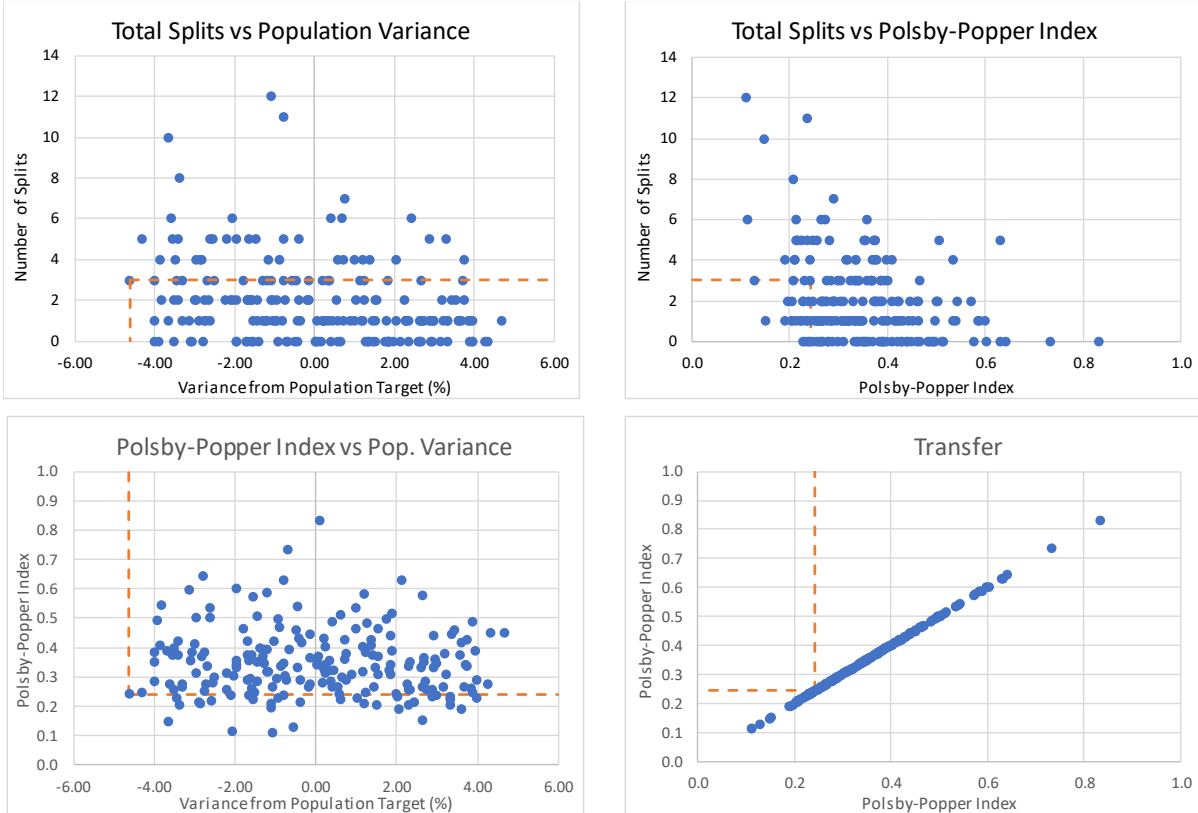 Total Splits vs Population Variance
Number of Splits
14
12
10
8
6
4
2
0
-6.00 -4.00 -2.00 0.00 2.00 4.00 6.00
Variance from Population Target (%)
Total Splits vs Polsby-Popper Index
Number of Splits
14
12
10
8
6
4
2
0
0.0 0.2 0.4 0.6 0.8 1.0
Polsby-Popper Index
Polsby-Popper Index vs Pop. Variance
Polsby-Popper Index
1.0
0.9
0.8
0.7
0.6
0.5
0.4
0.3
0.2
0.1
0.0
-6.00 -4.00 -2.00 0.00 2.00 4.00 6.00
Variance from Population Target (%)
Transfer
Polsby-Popper Index
1.0
0.9
0.8
0.7
0.6
0.5
0.4
0.3
0.2
0.1
0.0
0.0 0.2 0.4 0.6 0.8 1.0
Polsby-Popper Index